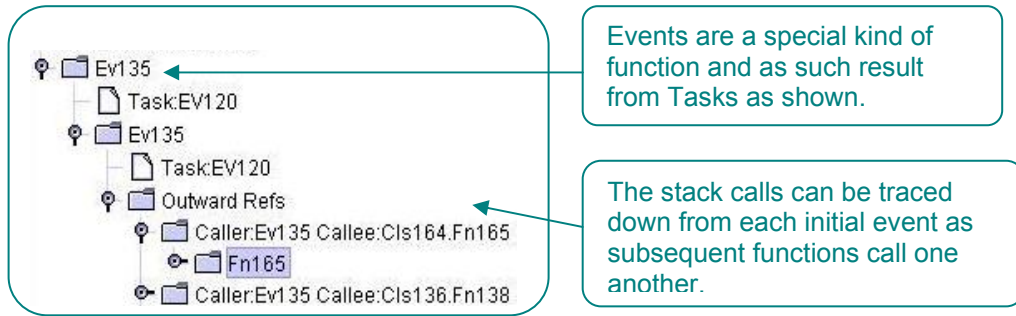 Ev135
Task:EV120
Ev135
Task:EV120
Outward Refs
Caller:Ev135 Callee:Cls164.Fn165
Fn165
Caller:Ev135 Callee:Cls136.Fn138
Events are a special kind of
function and as such result
from Tasks as shown.
The stack calls can be traced
down from each initial event as
subsequent functions call one
another.